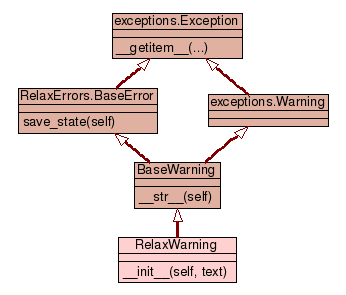 exceptions.Exception
__getitem__(...)
RelaxErrors.BaseError
save_state(self)
exceptions.Warning
BaseWarning
__str__(self)
RelaxWarning
__init__(self, text)